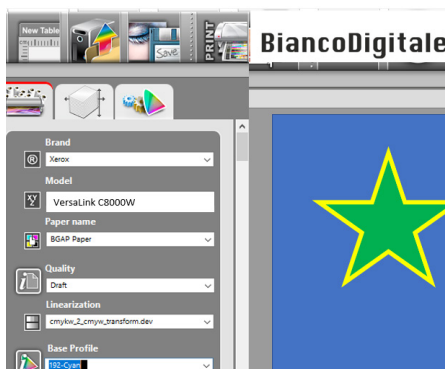 New Table
Save
PRINT
BiancoDigitale
Brand
Xerox
Model
VersaLink C8000W
Paper name
BGAP Paper
Quality
Draft
Linearization
cmykw_2_cmyw_transform.dev
Base Profile
192-Cyan